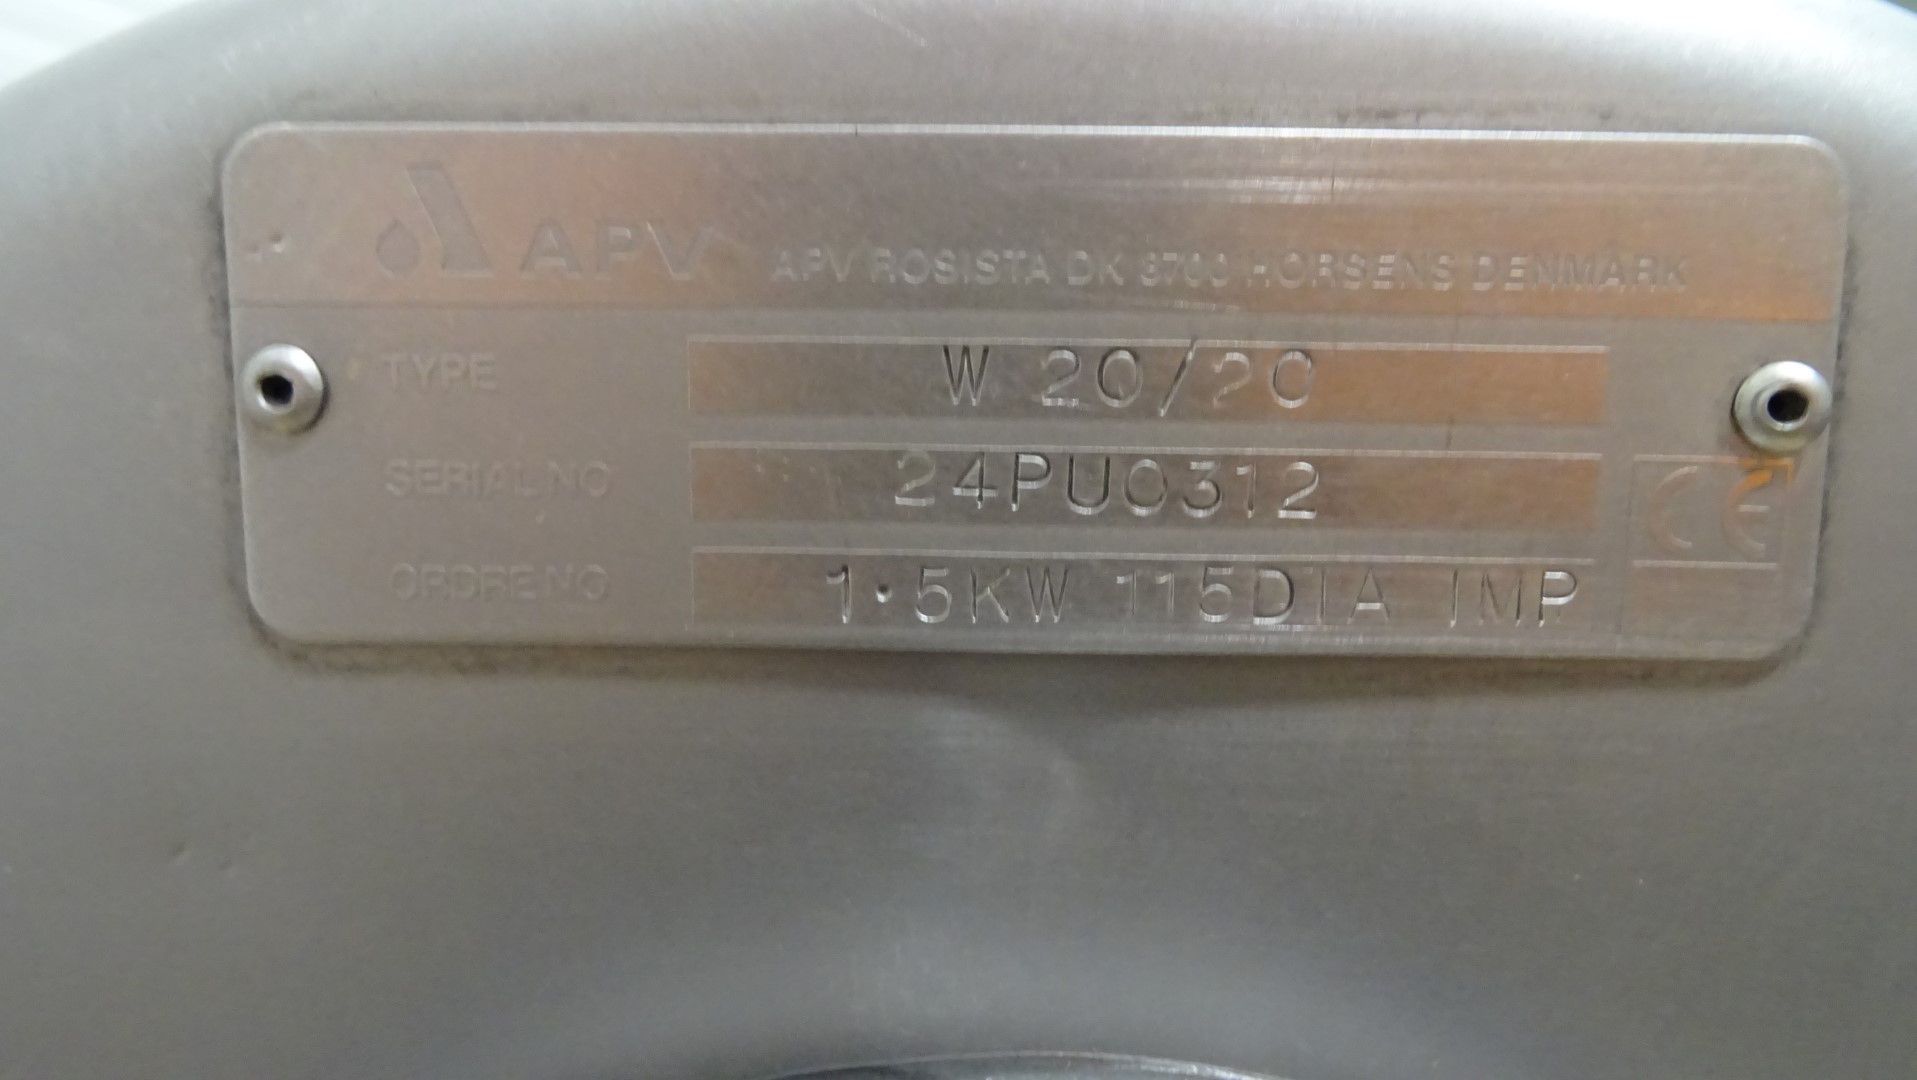 APV APV ROSISTA DK 8700 HORSENS DENMARK
TYPE W 20/20
SERIAL NO 24PU0312 CE
ORDRE NO 1.5KW 115DIA IMP